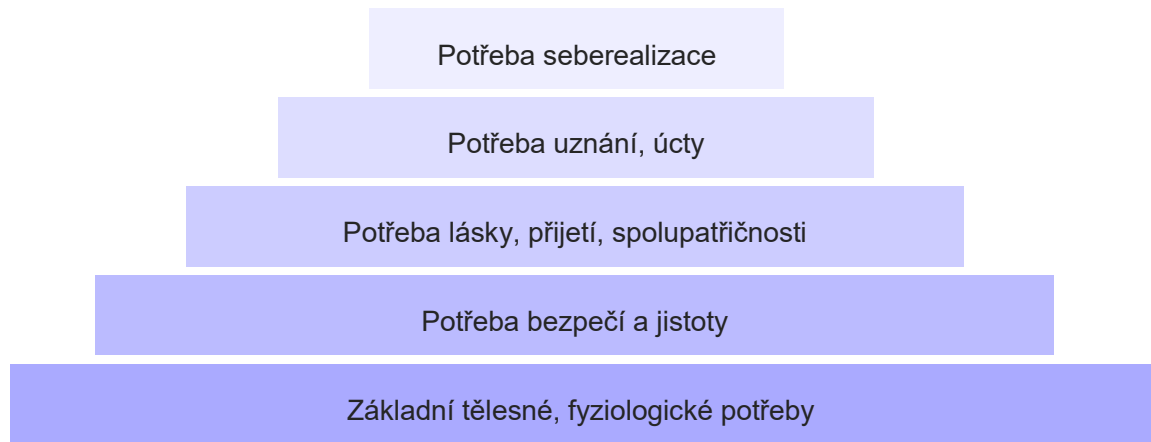 Potřeba seberealizace
Potřeba uznání, úcty
Potřeba lásky, přijetí, spolupatřičnosti
Potřeba bezpečí a jistoty
Základní tělesné, fyziologické potřeby